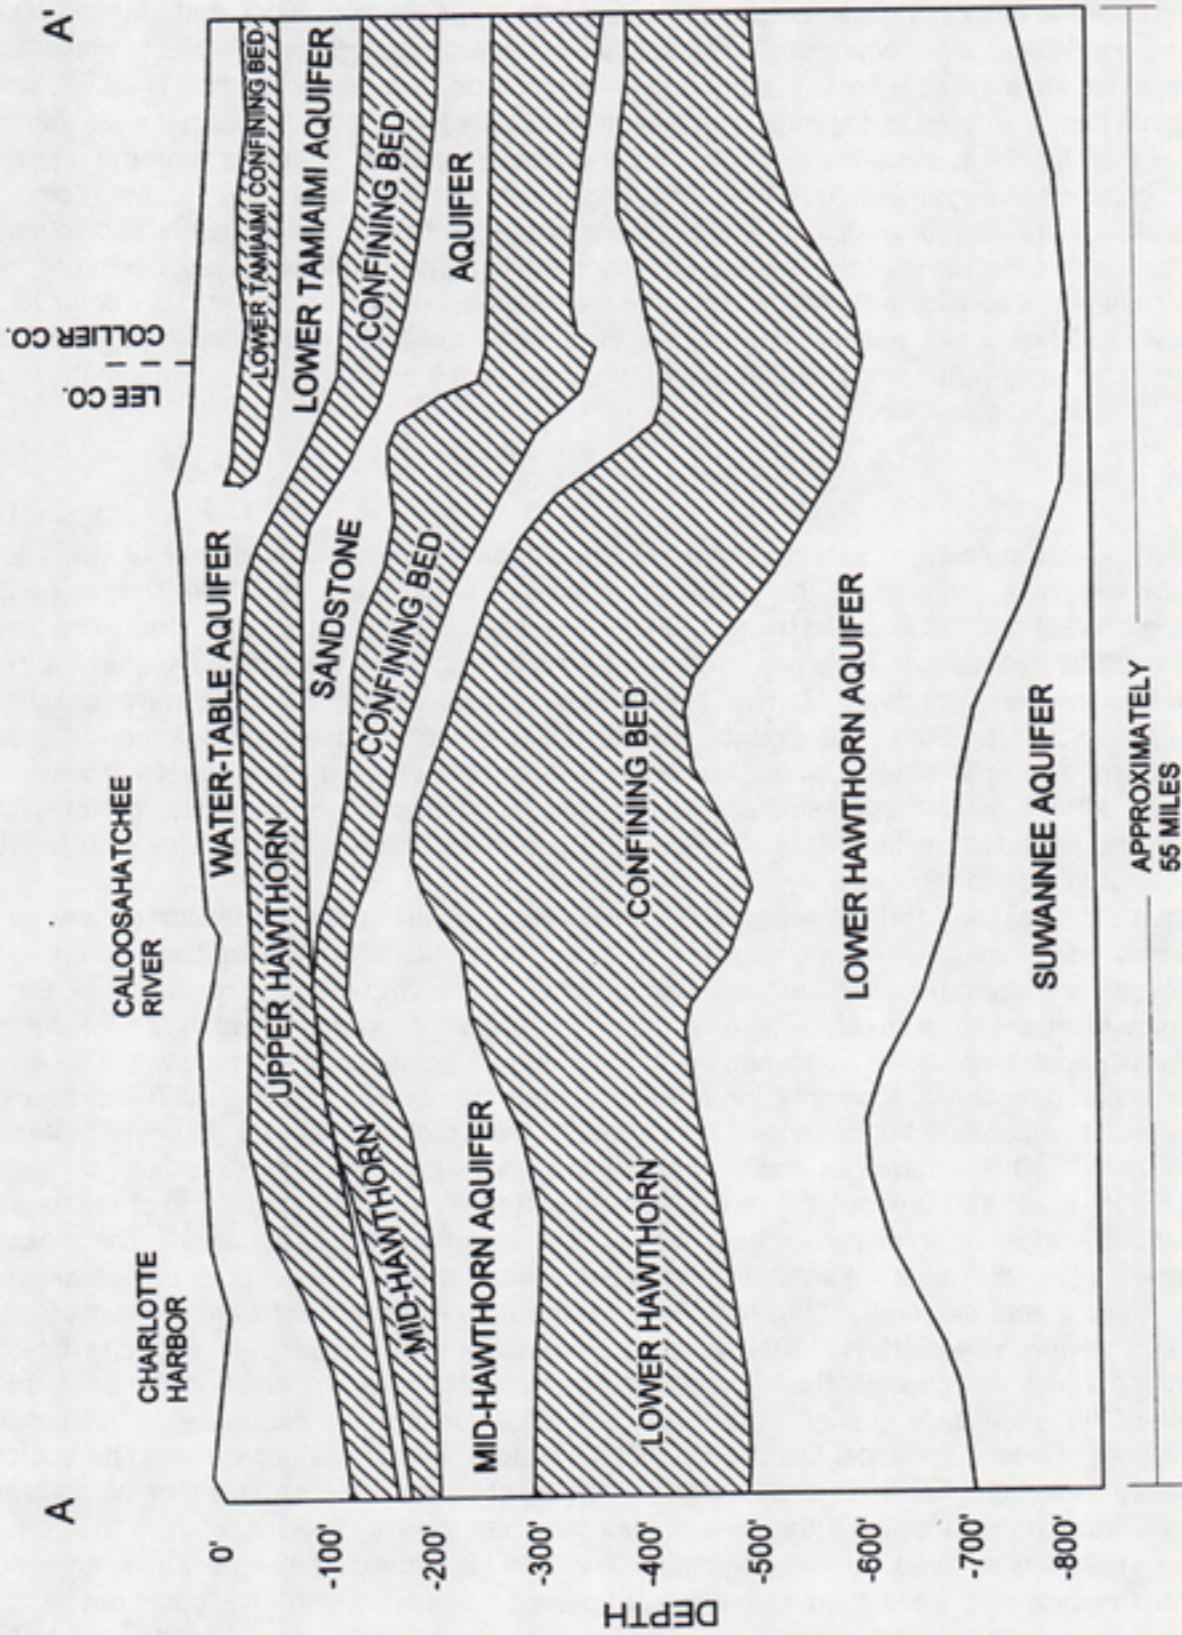 A
A'
CHARLOTTE
HARBOR
CALOOSAHATCHEE
RIVER
LEE CO.
COLLIER CO.
0'
-100'
-200'
-300'
-400'
-500'
-600'
-700'
-800'
DEPTH
WATER-TABLE AQUIFER
LOWER TAMIAMI CONFINING BED
LOWER TAMIAMI AQUIFER
UPPER HAWTHORN
CONFINING BED
SANDSTONE
AQUIFER
MID-HAWTHORN
CONFINING BED
MID-HAWTHORN AQUIFER
LOWER HAWTHORN
CONFINING BED
LOWER HAWTHORN AQUIFER
SUWANNEE AQUIFER
APPROXIMATELY
55 MILES